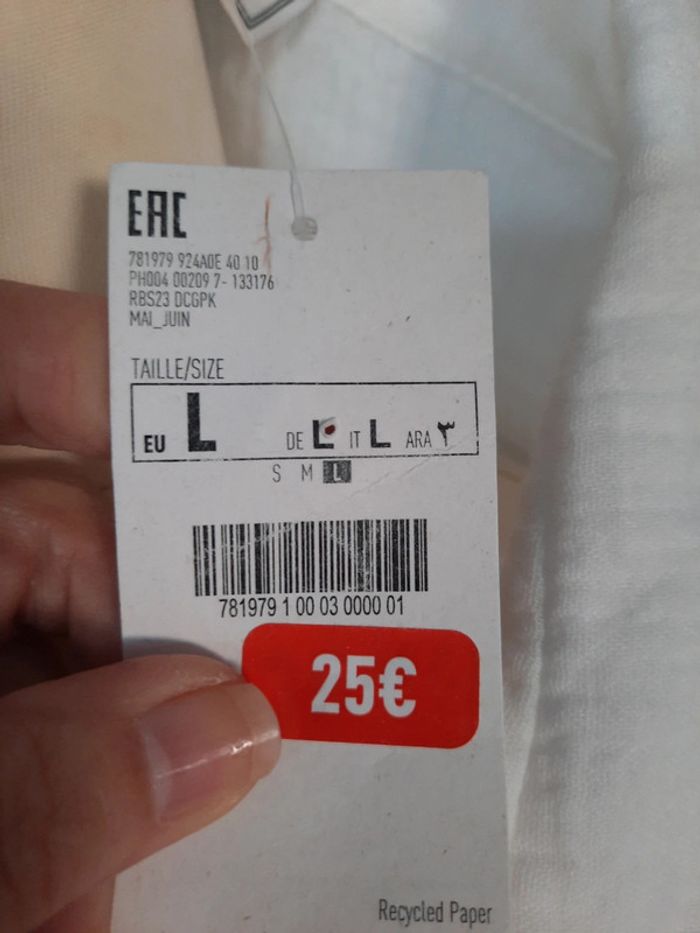 EAC
781979 924A0E 40 10
PH004 00209 7- 133176
RBS23 DCGPK
MAI_JUIN
TAILLE/SIZE
EU L DE L IT L ARA ٣
S M L
781979 1 00 03 0000 01
25€
Recycled Paper